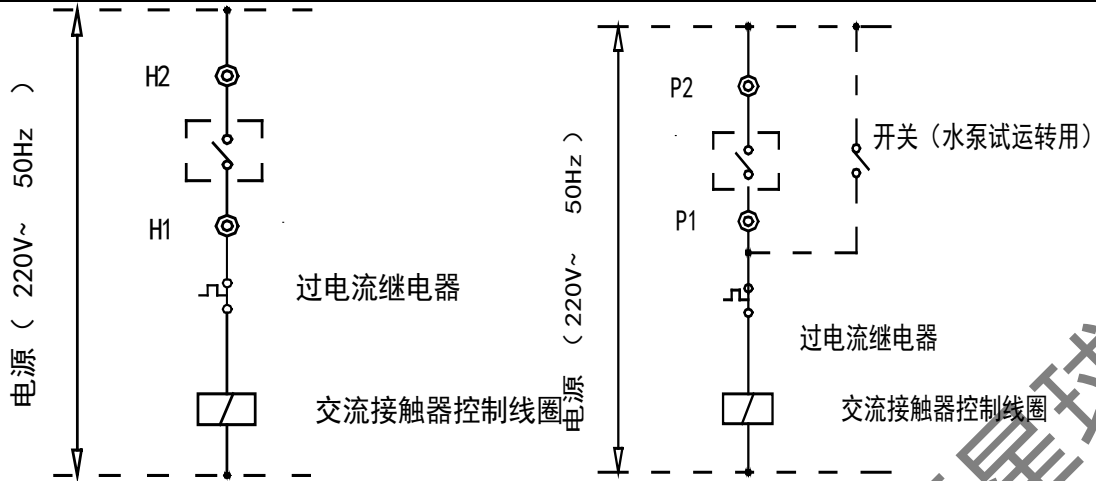 电源（ 220V~ 50Hz ）
H2
H1
过电流继电器
交流接触器控制线圈
电源 （220V~ 50Hz ）
P2
开关（水泵试运转用）
P1
过电流继电器
交流接触器控制线圈
星球